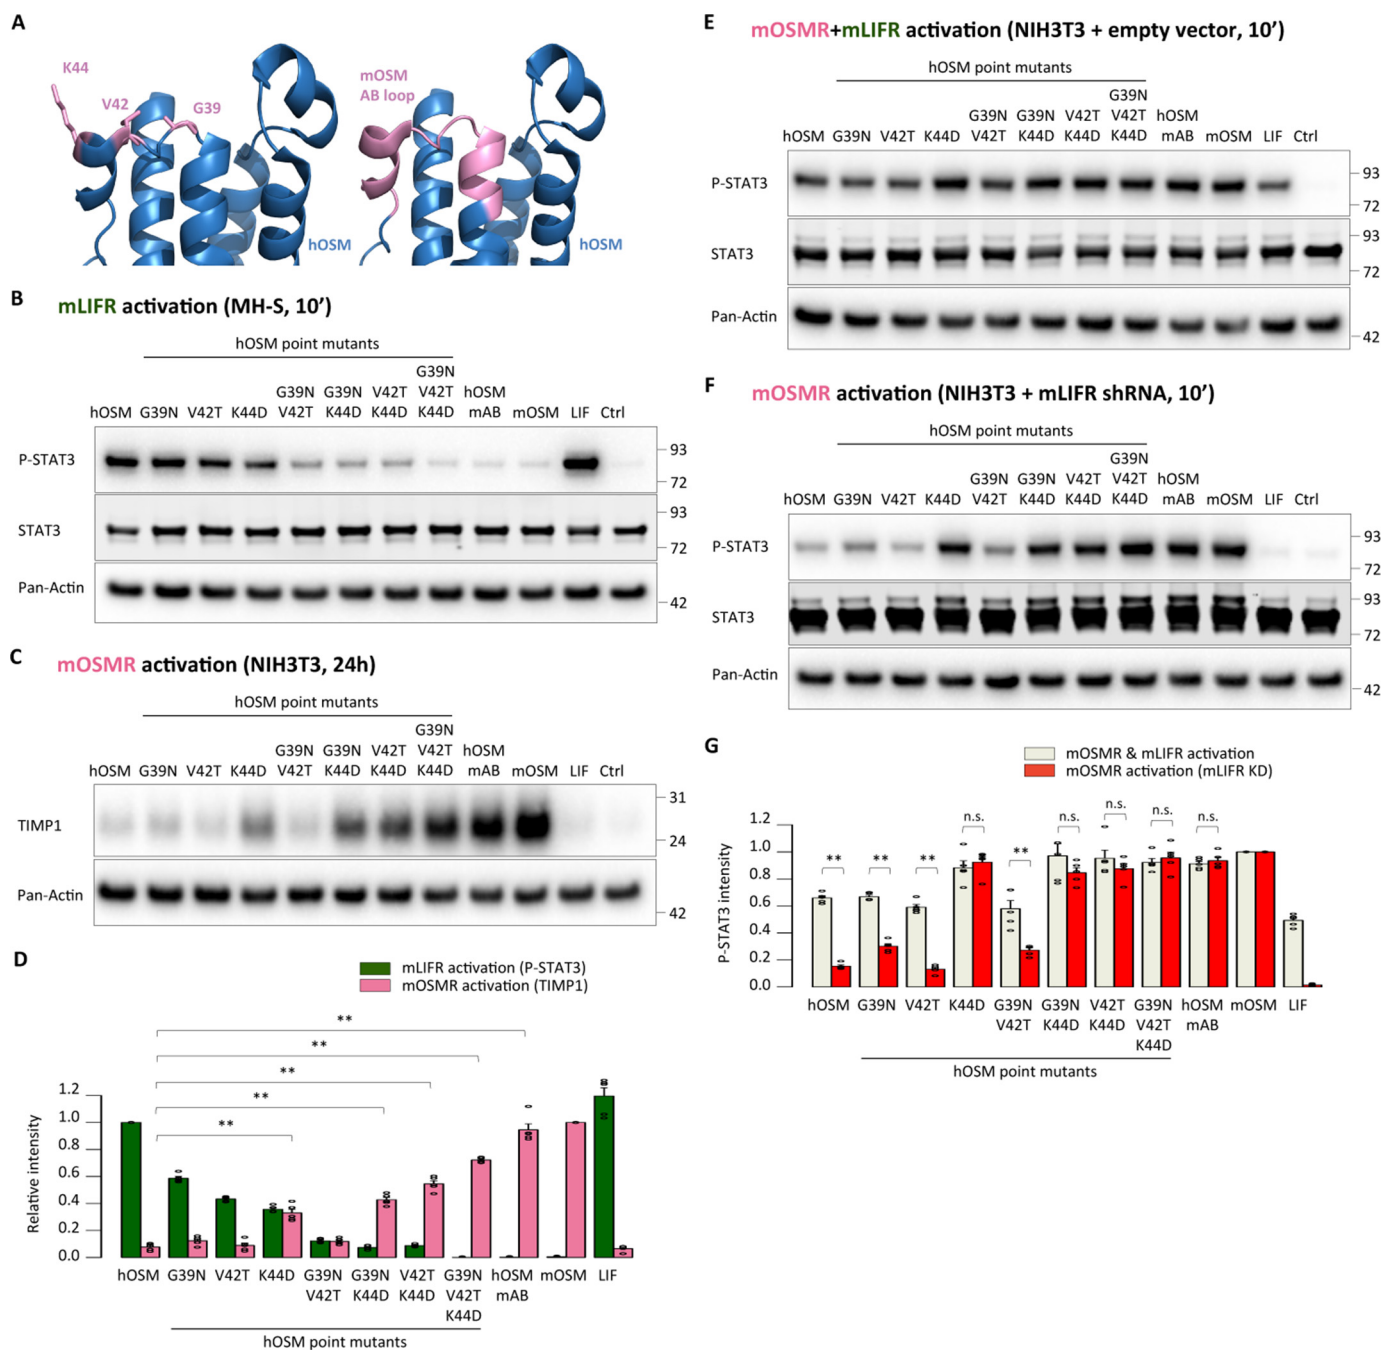 A
K44
V42
G39
hOSM
mOSM
AB loop
hOSM
B
mLIFR activation (MH-S, 10’)
hOSM point mutants
G39N
G39N G39N V42T V42T hOSM
hOSM G39N V42T K44D V42T K44D K44D K44D mAB mOSM LIF Ctrl
P-STAT3
93
72
STAT3
93
72
Pan-Actin
42
C
mOSMR activation (NIH3T3, 24h)
hOSM point mutants
G39N
G39N G39N V42T V42T hOSM
hOSM G39N V42T K44D V42T K44D K44D K44D mAB mOSM LIF Ctrl
TIMP1
31
24
Pan-Actin
42
D
mLIFR activation (P-STAT3)
mOSMR activation (TIMP1)
**
**
**
**
**
Relative intensity
1.2
1.0
0.8
0.6
0.4
0.2
0.0
hOSM G39N V42T K44D G39N G39N V42T G39N hOSM mOSM LIF
V42T K44D K44D V42T mAB
K44D
hOSM point mutants
E
mOSMR+mLIFR activation (NIH3T3 + empty vector, 10’)
hOSM point mutants
G39N
G39N G39N V42T V42T hOSM
hOSM G39N V42T K44D V42T K44D K44D K44D mAB mOSM LIF Ctrl
P-STAT3
93
72
STAT3
93
72
Pan-Actin
42
F
mOSMR activation (NIH3T3 + mLIFR shRNA, 10’)
hOSM point mutants
G39N
G39N G39N V42T V42T hOSM
hOSM G39N V42T K44D V42T K44D K44D K44D mAB mOSM LIF Ctrl
P-STAT3
93
72
STAT3
93
72
Pan-Actin
42
G
mOSMR & mLIFR activation
mOSMR activation (mLIFR KD)
** ** ** n.s. ** n.s. n.s. n.s. n.s.
P-STAT3 intensity
1.2
1.0
0.8
0.6
0.4
0.2
0.0
hOSM G39N V42T K44D G39N G39N V42T G39N hOSM mOSM LIF
V42T K44D K44D V42T mAB
K44D
hOSM point mutants